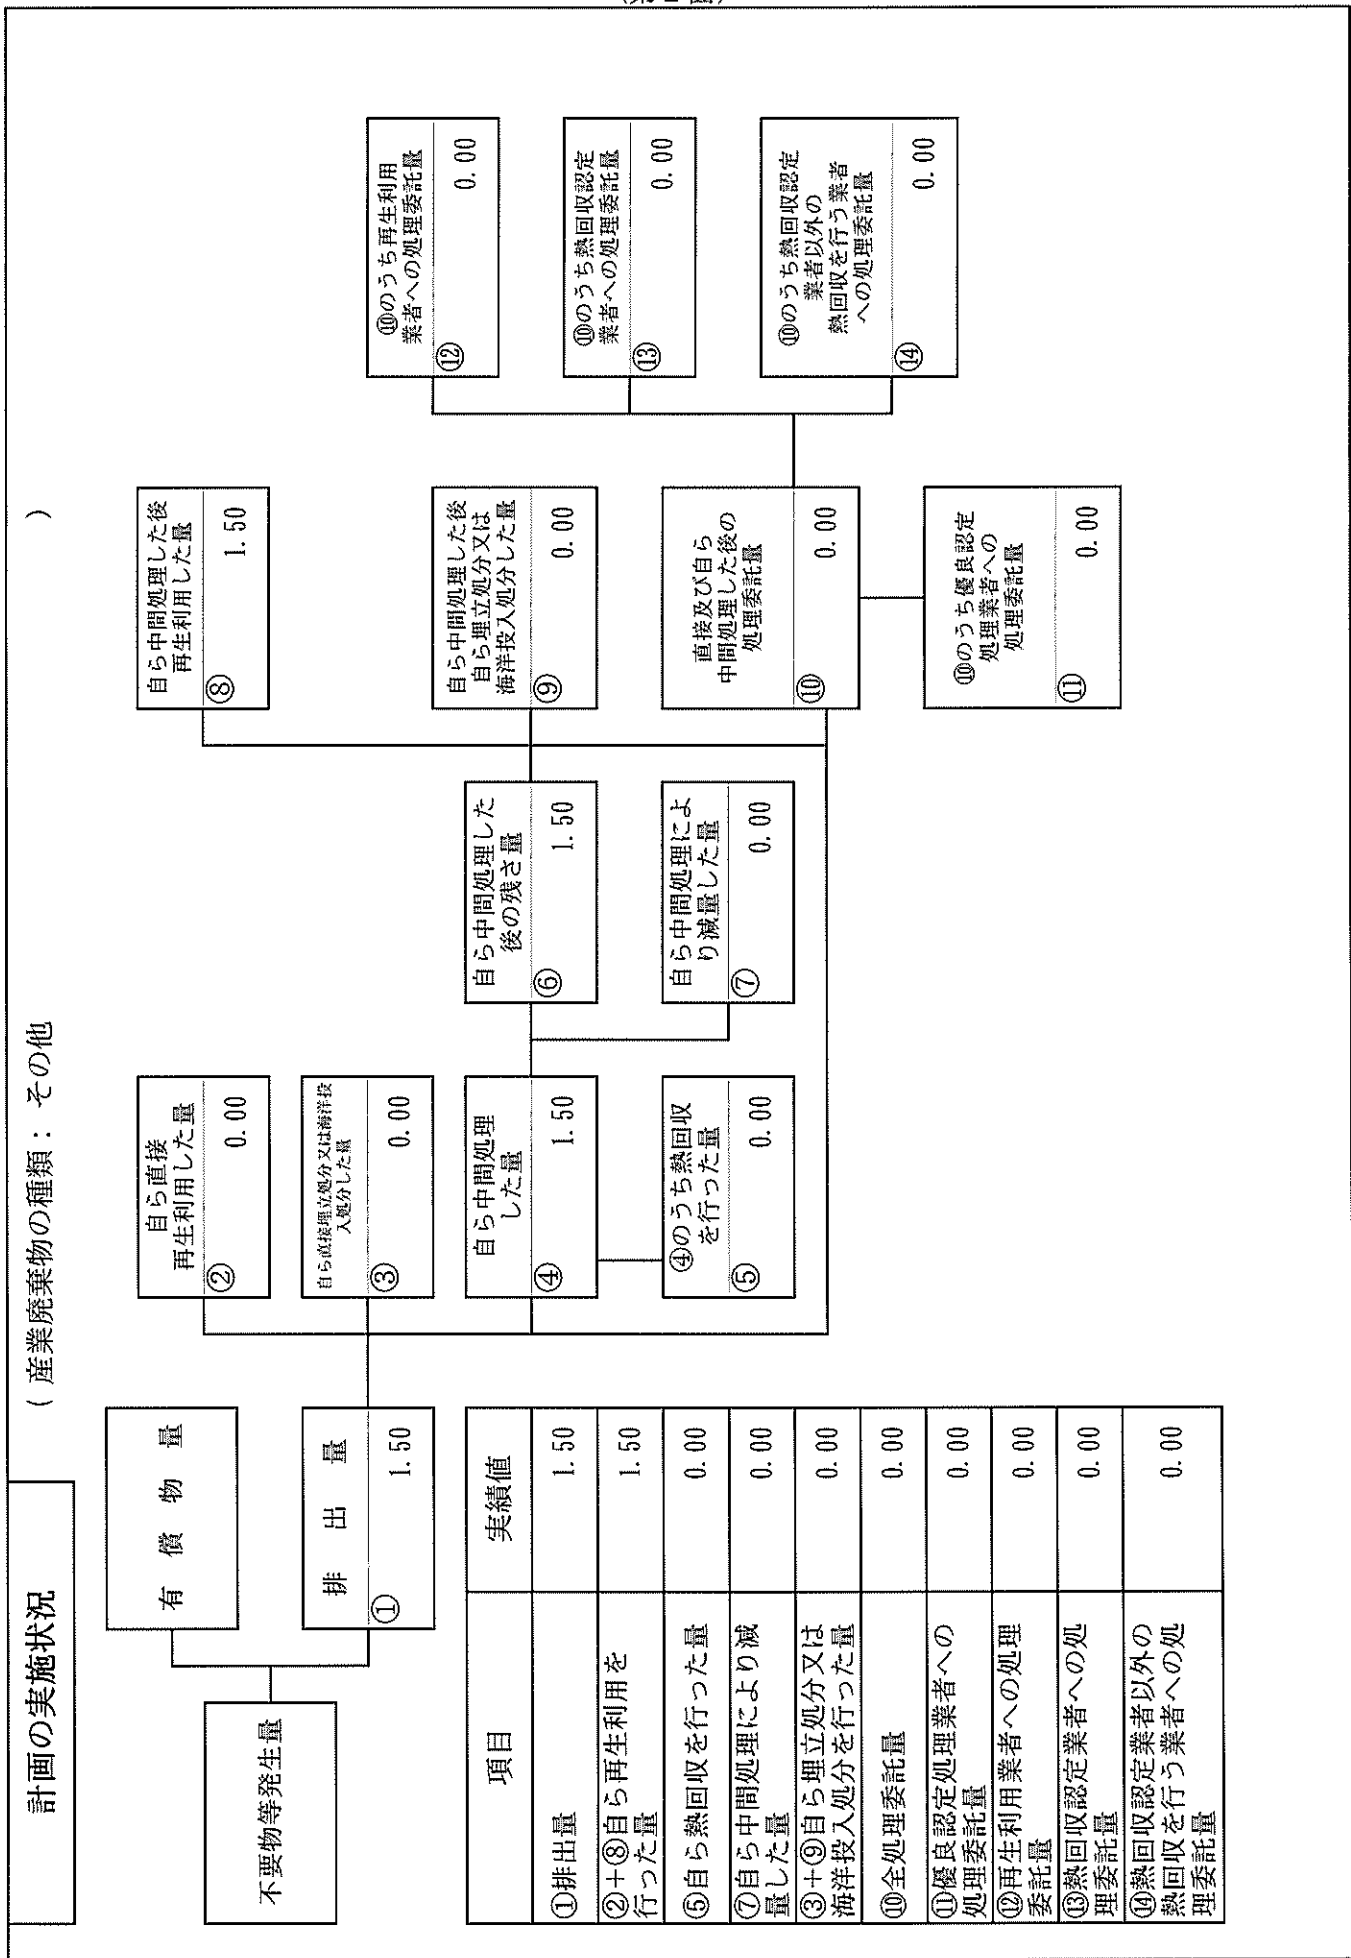 (第2面)
計画の実施状況
(産業廃棄物の種類：その他
)
不要物等発生量
有償物量
排出量
① 1.50
自ら直接
再生利用した量
② 0.00
自ら直接埋立処分又は海洋投
入処分した量
③ 0.00
自ら中間処理
した量
④ 1.50
④のうち熱回収
を行った量
⑤ 0.00
自ら中間処理した
後の残さ量
⑥ 1.50
自ら中間処理によ
り減量した量
⑦ 0.00
自ら中間処理した後
再生利用した量
⑧ 1.50
自ら中間処理した後
自ら埋立処分又は
海洋投入処分した量
⑨ 0.00
直接及び自ら
中間処理した後の
処理委託量
⑩ 0.00
⑩のうち優良認定
処理業者への
処理委託量
⑪ 0.00
⑩のうち再生利用
業者への処理委託量
⑫ 0.00
⑩のうち熱回収認定
業者への処理委託量
⑬ 0.00
⑩のうち熱回収認定
業者以外の
熱回収を行う業者
への処理委託量
⑭ 0.00
項目 実績値
①排出量 1.50
②+⑧自ら再生利用を
行った量 1.50
⑤自ら熱回収を行った量 0.00
⑦自ら中間処理により減
量した量 0.00
③+⑨自ら埋立処分又は
海洋投入処分を行った量 0.00
⑩全処理委託量 0.00
⑪優良認定処理業者への
処理委託量 0.00
⑫再生利用業者への処理
委託量 0.00
⑬熱回収認定業者への処
理委託量 0.00
⑭熱回収認定業者以外の
熱回収を行う業者への処
理委託量 0.00